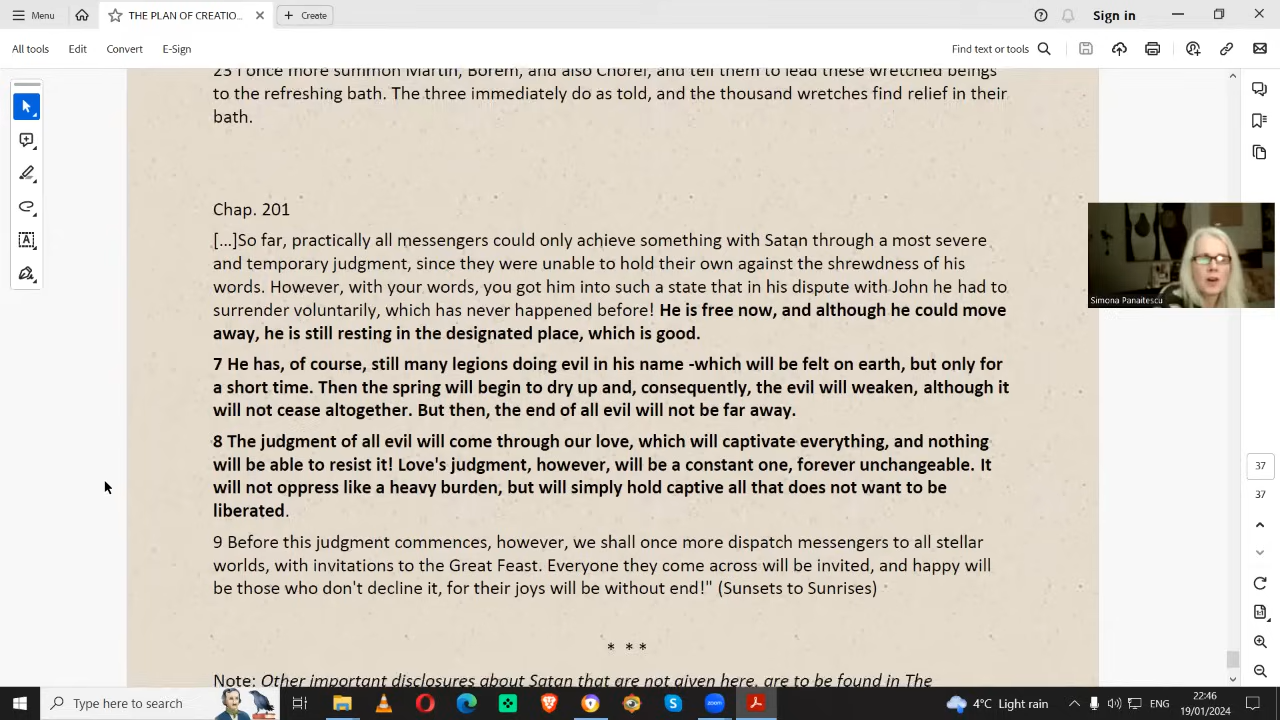 Menu
THE PLAN OF CREATIO...
Create
Sign in
All tools
Edit
Convert
E-Sign
Find text or tools
23 I once more summon Martin, Borem, and also Chorel, and tell them to lead these wretched beings
to the refreshing bath. The three immediately do as told, and the thousand wretches find relief in their
bath.
Chap. 201
[...]So far, practically all messengers could only achieve something with Satan through a most severe
and temporary judgment, since they were unable to hold their own against the shrewdness of his
words. However, with your words, you got him into such a state that in his dispute with John he had to
surrender voluntarily, which has never happened before! He is free now, and although he could move
away, he is still resting in the designated place, which is good.
7 He has, of course, still many legions doing evil in his name -which will be felt on earth, but only for
a short time. Then the spring will begin to dry up and, consequently, the evil will weaken, although it
will not cease altogether. But then, the end of all evil will not be far away.
8 The judgment of all evil will come through our love, which will captivate everything, and nothing
will be able to resist it! Love's judgment, however, will be a constant one, forever unchangeable. It
will not oppress like a heavy burden, but will simply hold captive all that does not want to be
liberated.
9 Before this judgment commences, however, we shall once more dispatch messengers to all stellar
worlds, with invitations to the Great Feast. Everyone they come across will be invited, and happy will
be those who don't decline it, for their joys will be without end!" (Sunsets to Sunrises)
* * *
Note: Other important disclosures about Satan that are not given here, are to be found in The
Simona Panaitescu
37
37
Type here to search
zoom
4°C Light rain
ENG
22:46
19/01/2024